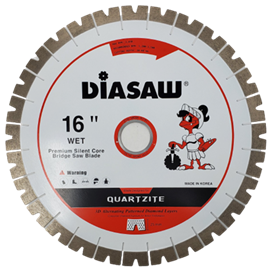 DIASAW®
16"
WET
Premium Silent Core
Bridge Saw Blade
Warning
MADE IN KOREA
QUARTZITE